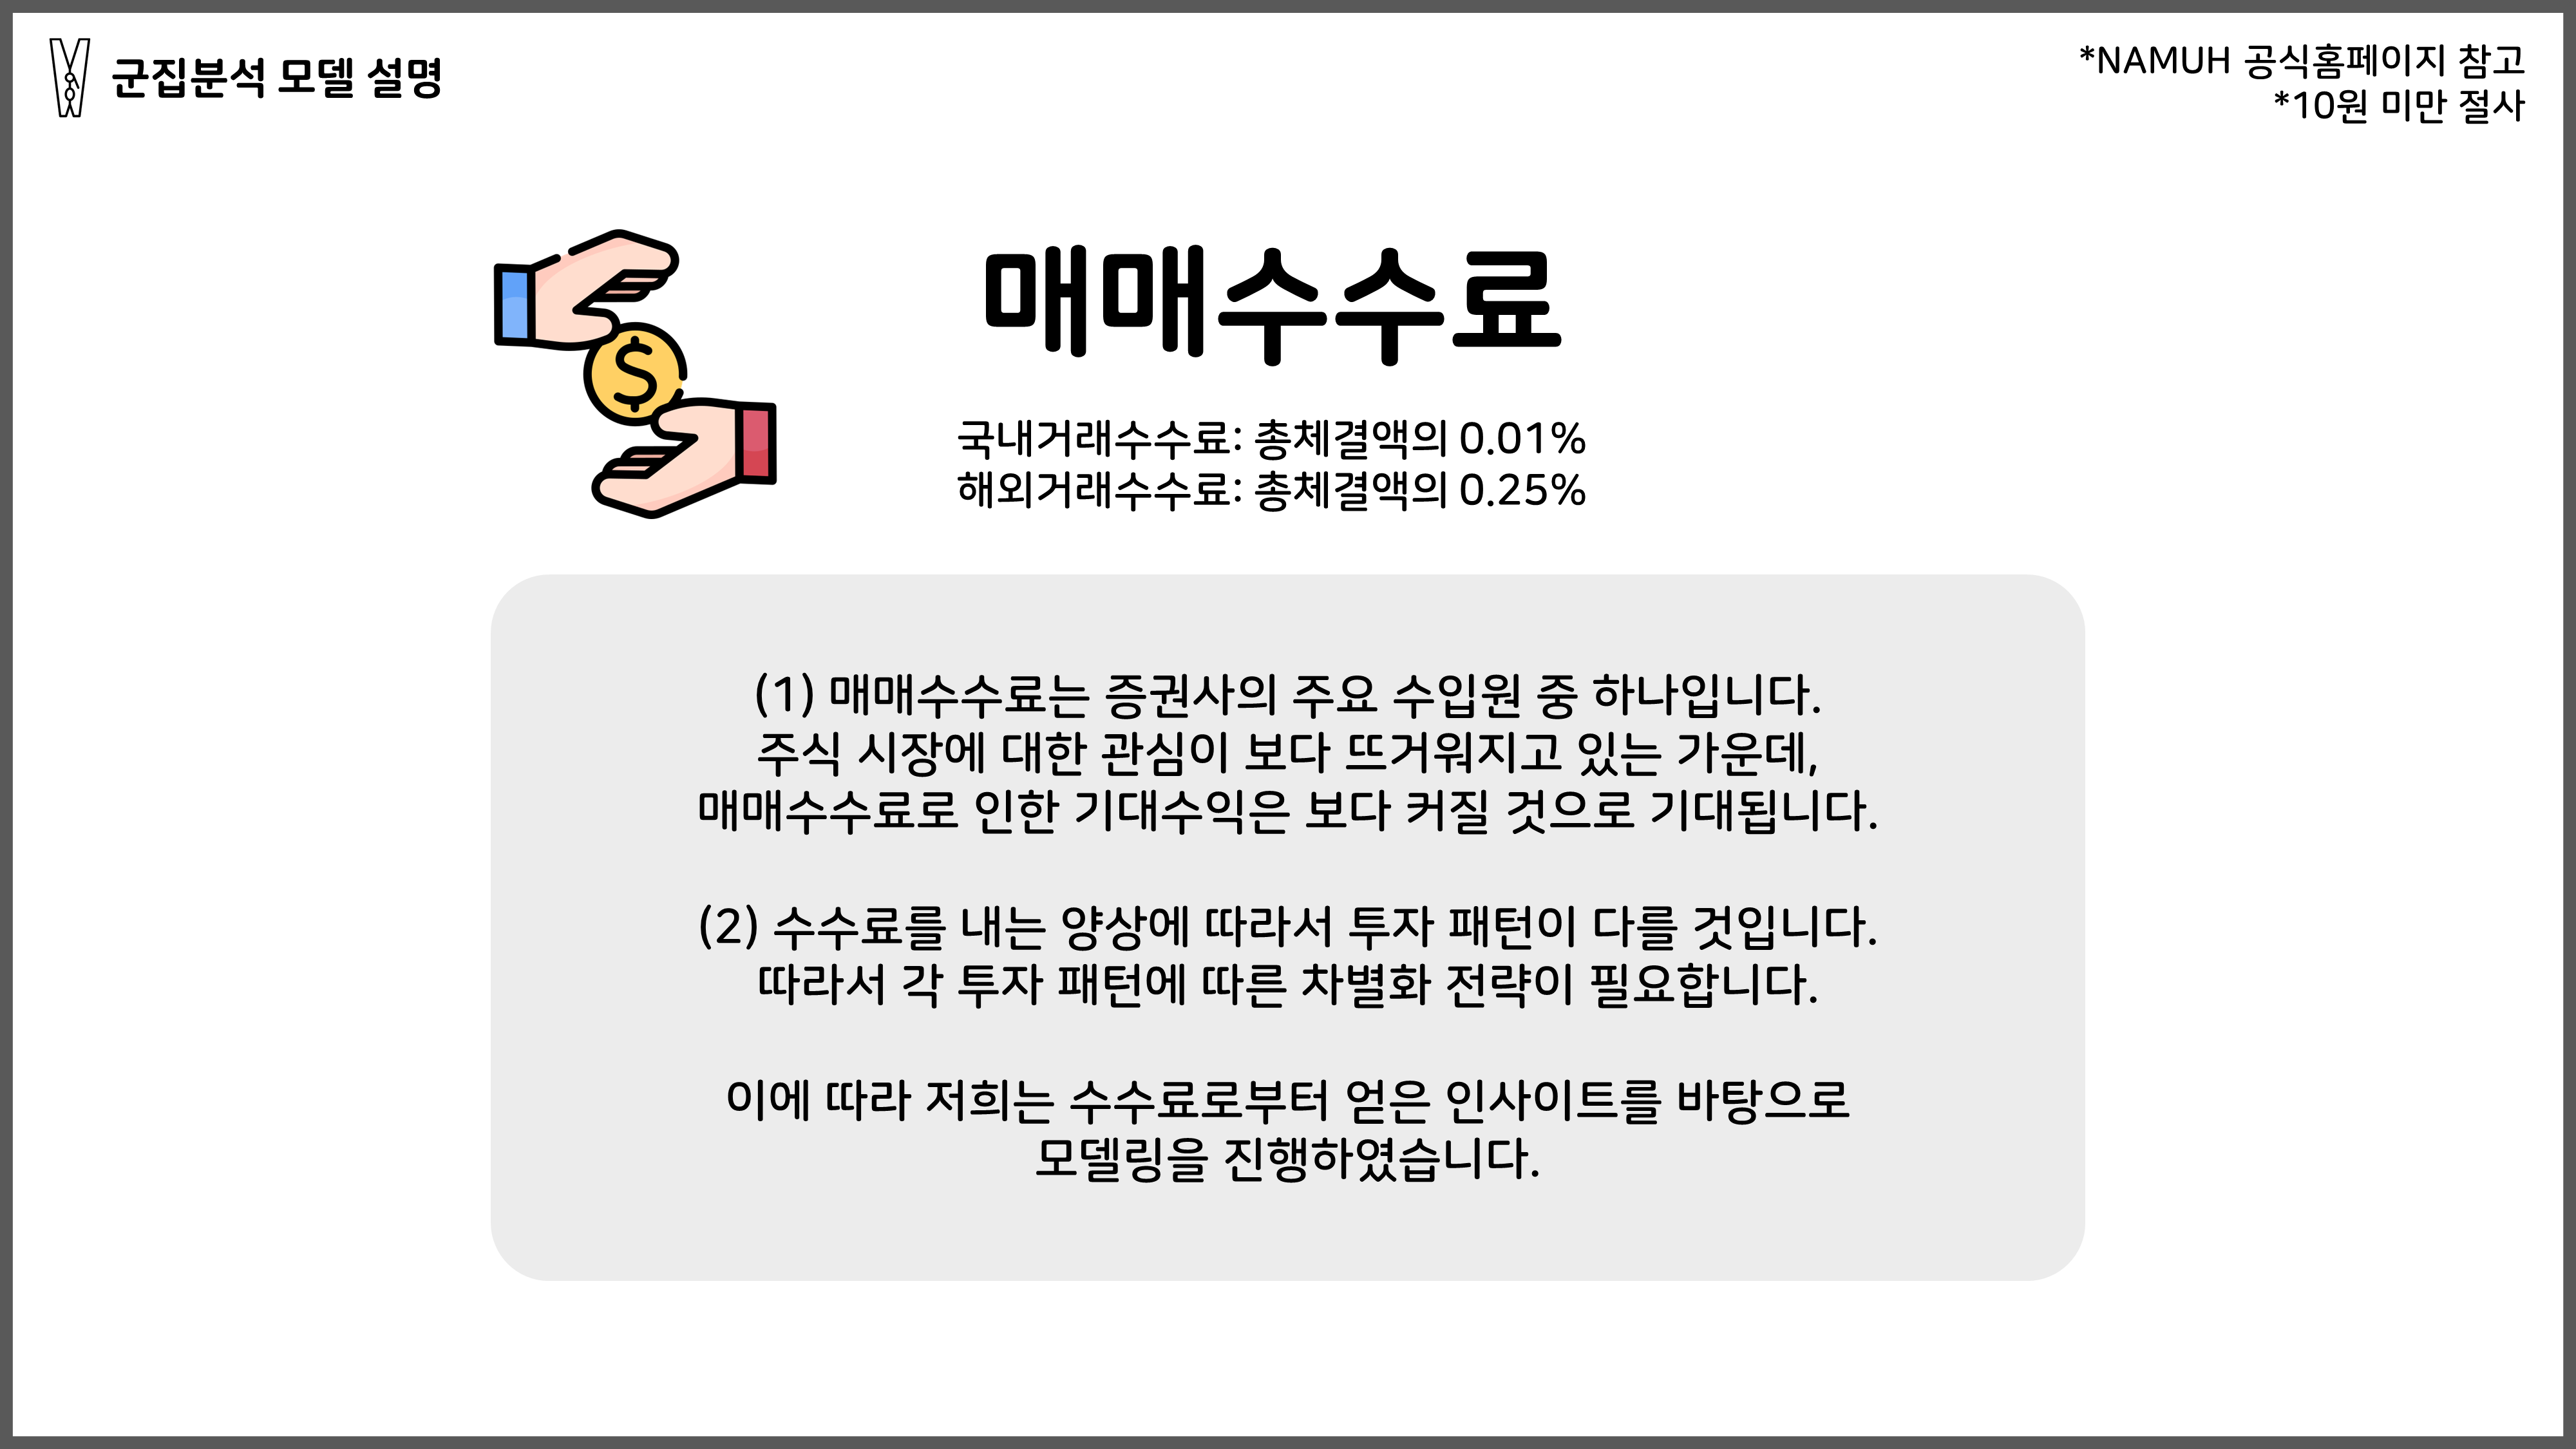 군집분석 모델 설명
*NAMUH 공식홈페이지 참고
*10원 미만 절사
매매수수료
국내거래수수료: 총체결액의 0.01%
해외거래수수료: 총체결액의 0.25%
(1) 매매수수료는 증권사의 주요 수입원 중 하나입니다.
주식 시장에 대한 관심이 보다 뜨거워지고 있는 가운데,
매매수수료로 인한 기대수익은 보다 커질 것으로 기대됩니다.
(2) 수수료를 내는 양상에 따라서 투자 패턴이 다를 것입니다.
따라서 각 투자 패턴에 따른 차별화 전략이 필요합니다.
이에 따라 저희는 수수료로부터 얻은 인사이트를 바탕으로
모델링을 진행하였습니다.